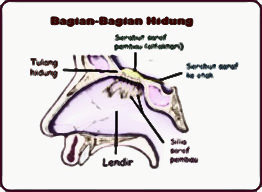 Bagian-Bagian Hidung
Serabut saraf
pembau (olfaktori)
Tulang
hidung
Serabut saraf
ke otak
Silia
saraf
pembau
Lendir